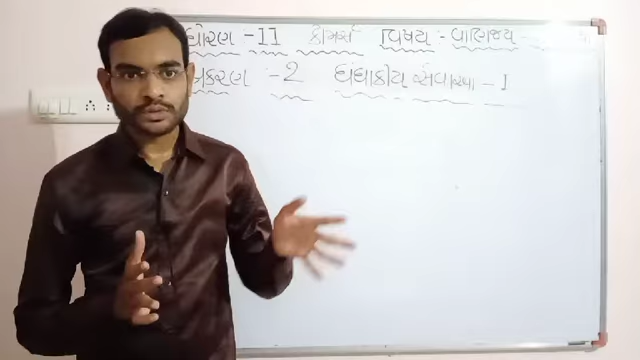 ધોરણ - 11 કોમર્સ વિષય - વાણિજ્ય
પ્રકરણ - 2 ધંધાકીય સેવાઓ - 1